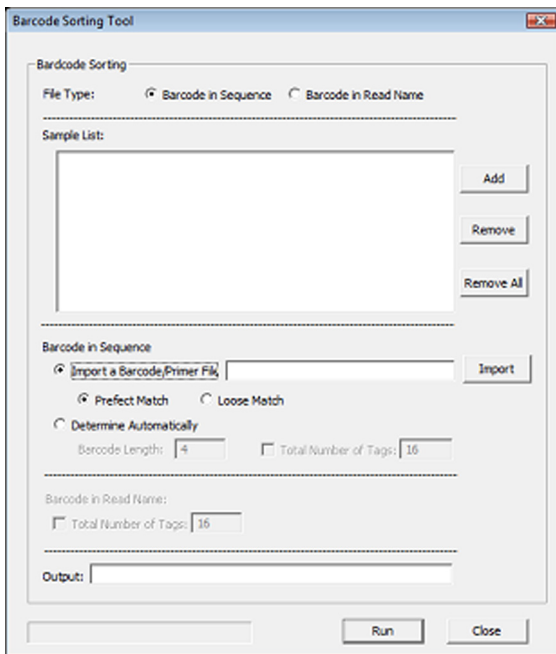 Barcode Sorting Tool
Bardcode Sorting
File Type: Barcode in Sequence Barcode in Read Name
Sample List:
Add
Remove
Remove All
Barcode in Sequence
Import a Barcode/Primer File Import
Prefect Match Loose Match
Determine Automatically
Barcode Length: 4 Total Number of Tags: 16
Barcode in Read Name:
Total Number of Tags: 16
Output:
Run Close